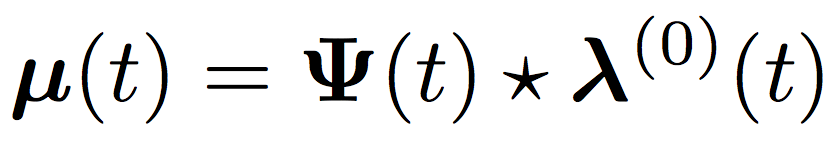 𝝁(t) = 𝚿(t) ⋆ 𝝀⁽⁰⁾(t)